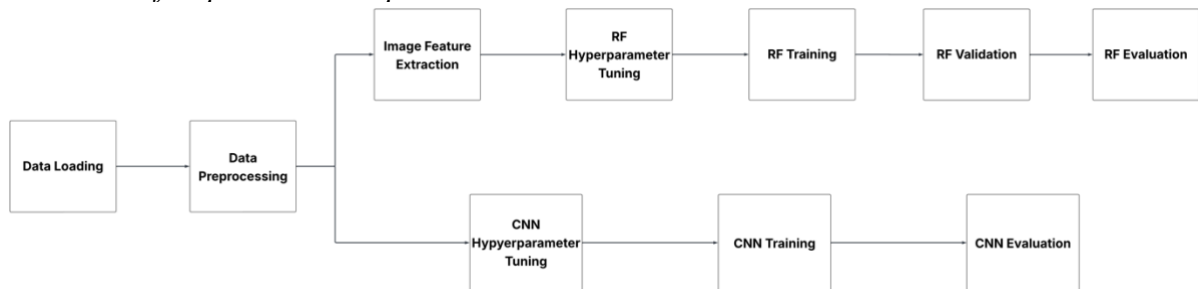 Image Feature
Extraction
RF
Hyperparameter
Tuning
RF Training
RF Validation
RF Evaluation
Data Loading
Data
Preprocessing
CNN
Hypyerparameter
Tuning
CNN Training
CNN Evaluation